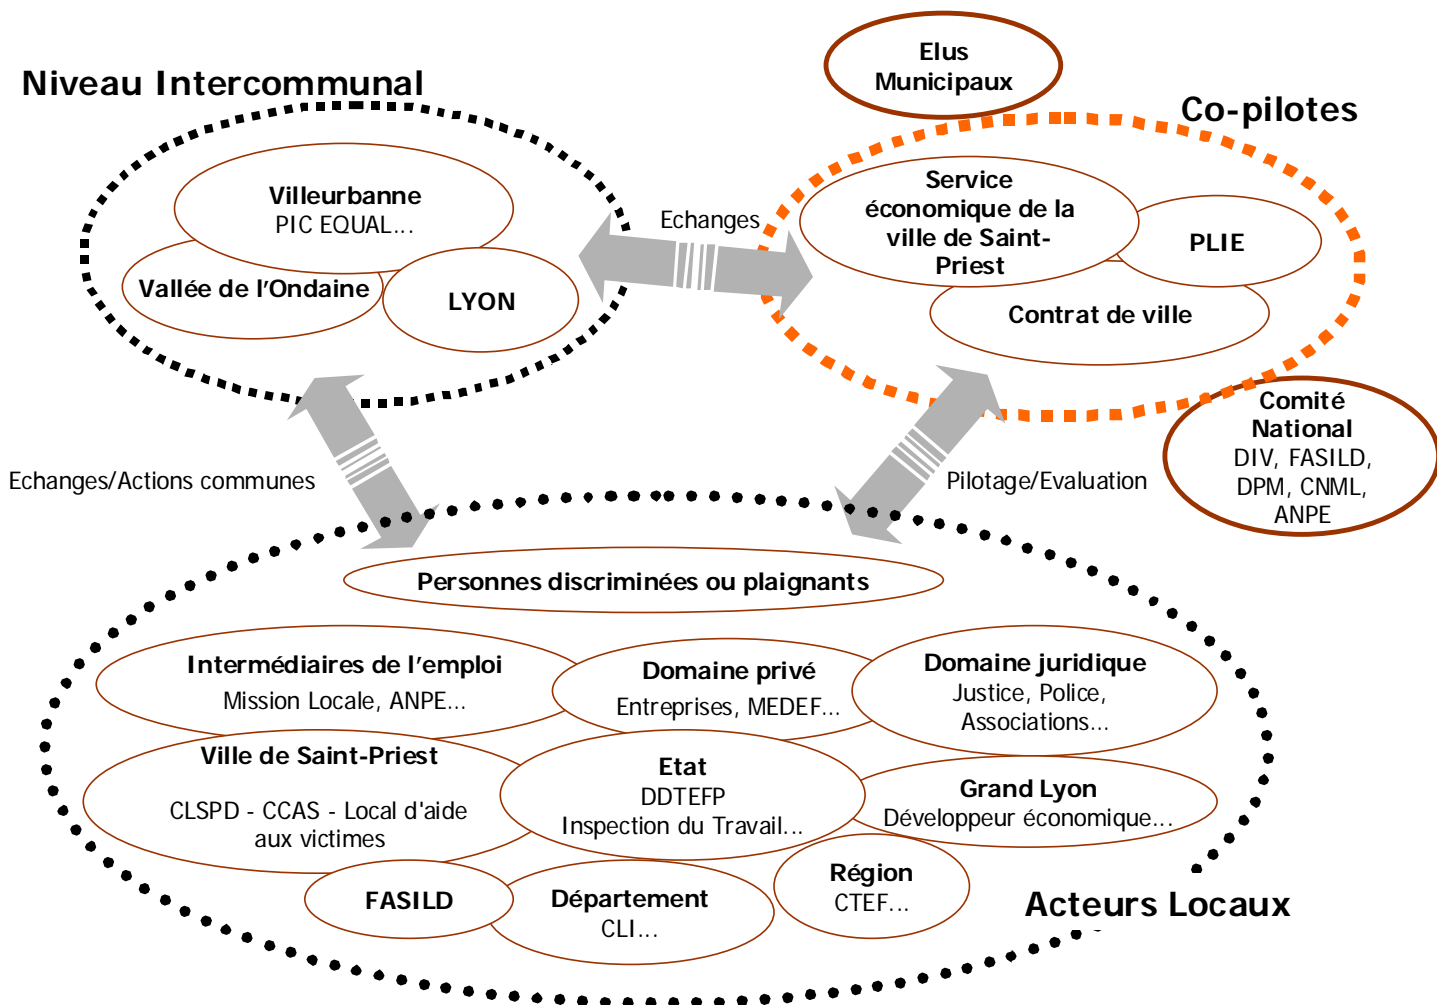 Elus
Municipaux
Niveau Intercommunal
Co-pilotes
Villeurbanne
PIC EQUAL...
Vallée de l'Ondaine
LYON
Echanges
Service
économique de la
ville de Saint-
Priest
PLIE
Contrat de ville
Comité
National
DIV, FASILD,
DPM, CNML,
ANPE
Echanges/Actions communes
Pilotage/Evaluation
Personnes discriminées ou plaignants
Intermédiaires de l'emploi
Mission Locale, ANPE...
Domaine privé
Entreprises, MEDEF...
Domaine juridique
Justice, Police,
Associations...
Ville de Saint-Priest
CLSPD - CCAS - Local d'aide
aux victimes
Etat
DDTEFP
Inspection du Travail...
Grand Lyon
Développeur économique...
FASILD
Département
CLI...
Région
CTEF...
Acteurs Locaux